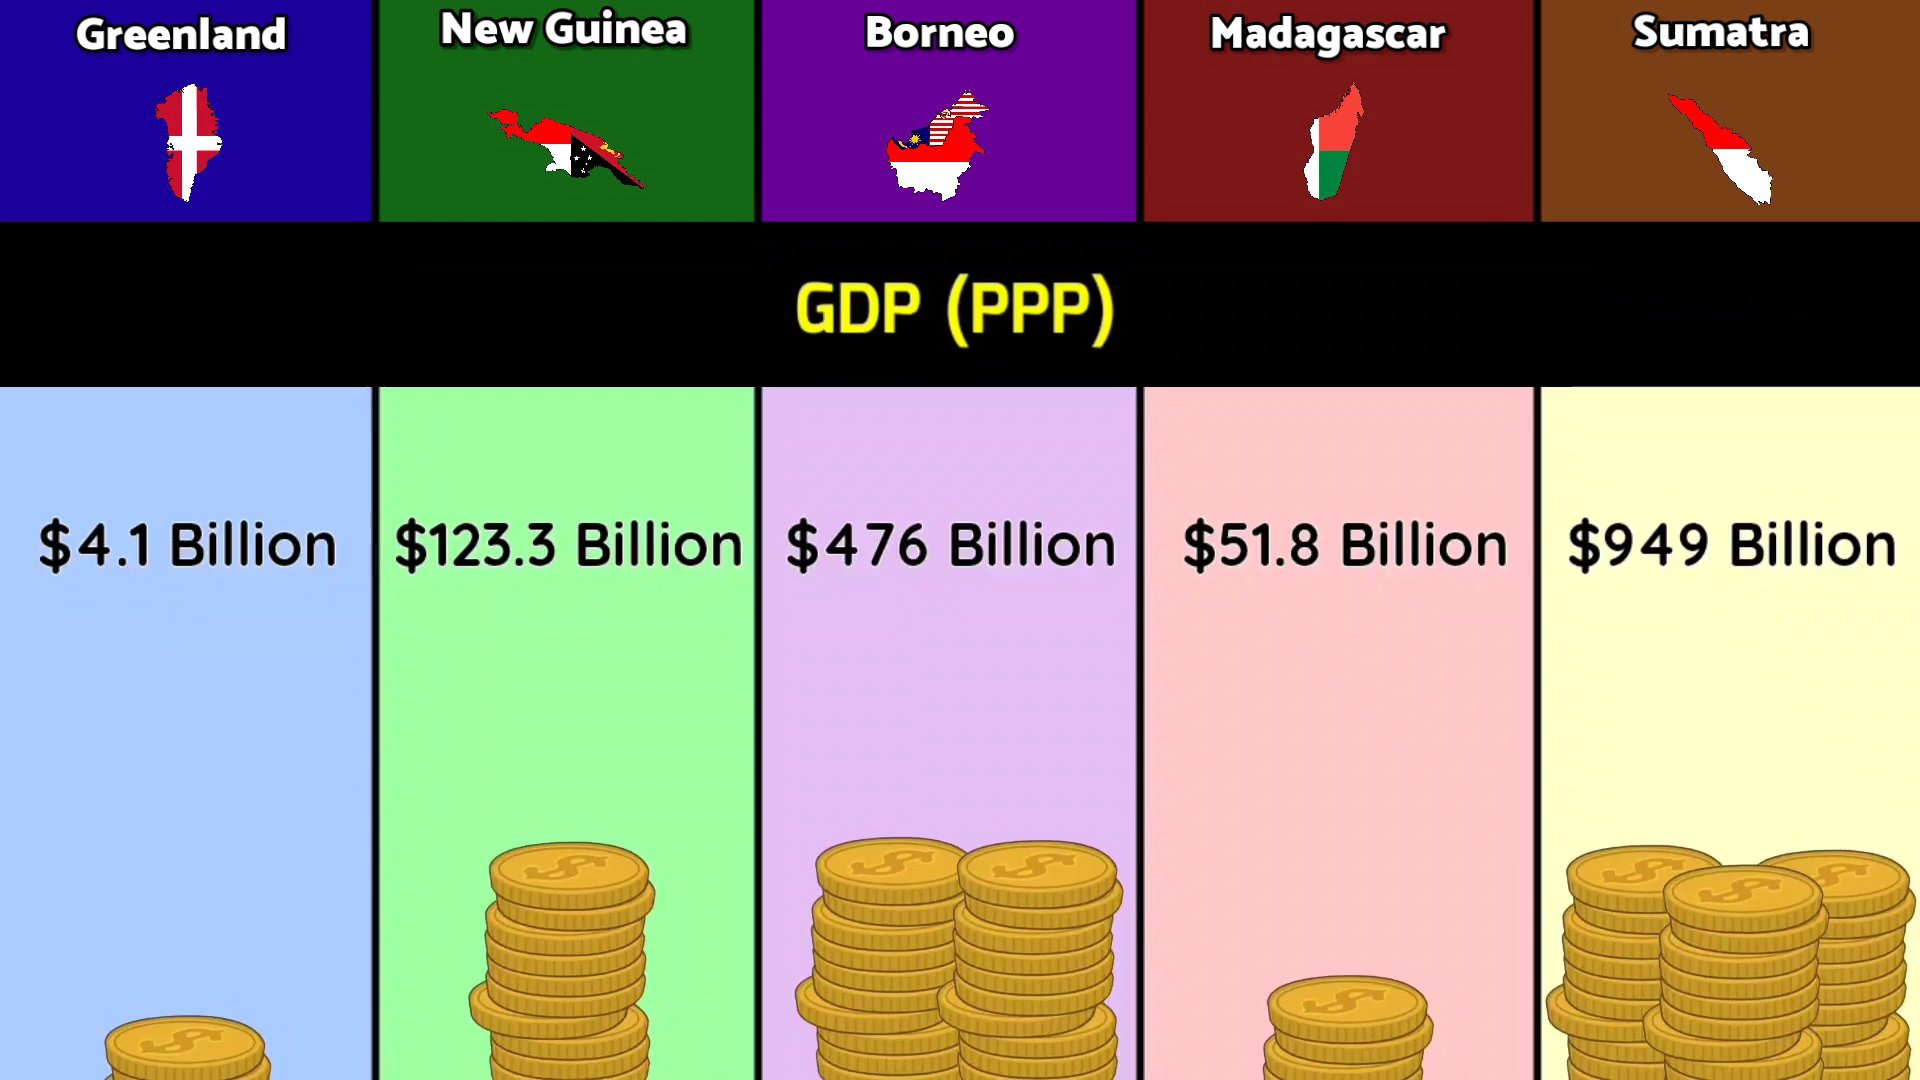 Greenland
New Guinea
Borneo
Madagascar
Sumatra
GDP (PPP)
$4.1 Billion
$123.3 Billion
$476 Billion
$51.8 Billion
$949 Billion